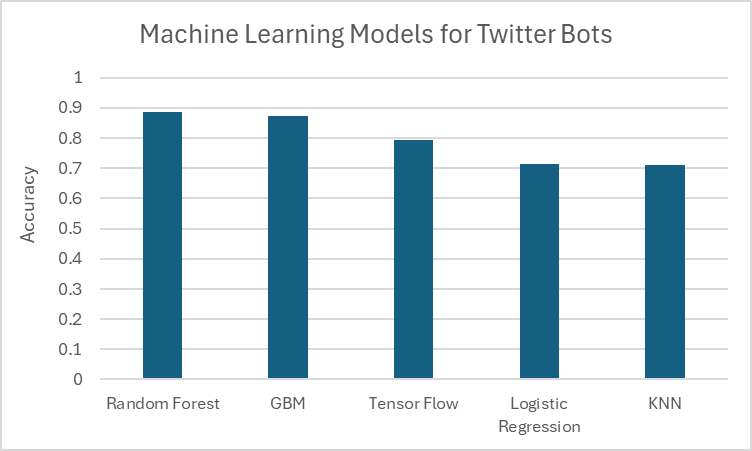 Machine Learning Models for Twitter Bots
1
0.9
0.8
0.7
0.6
0.5
0.4
0.3
0.2
0.1
0
Accuracy
Random Forest
GBM
Tensor Flow
Logistic
Regression
KNN